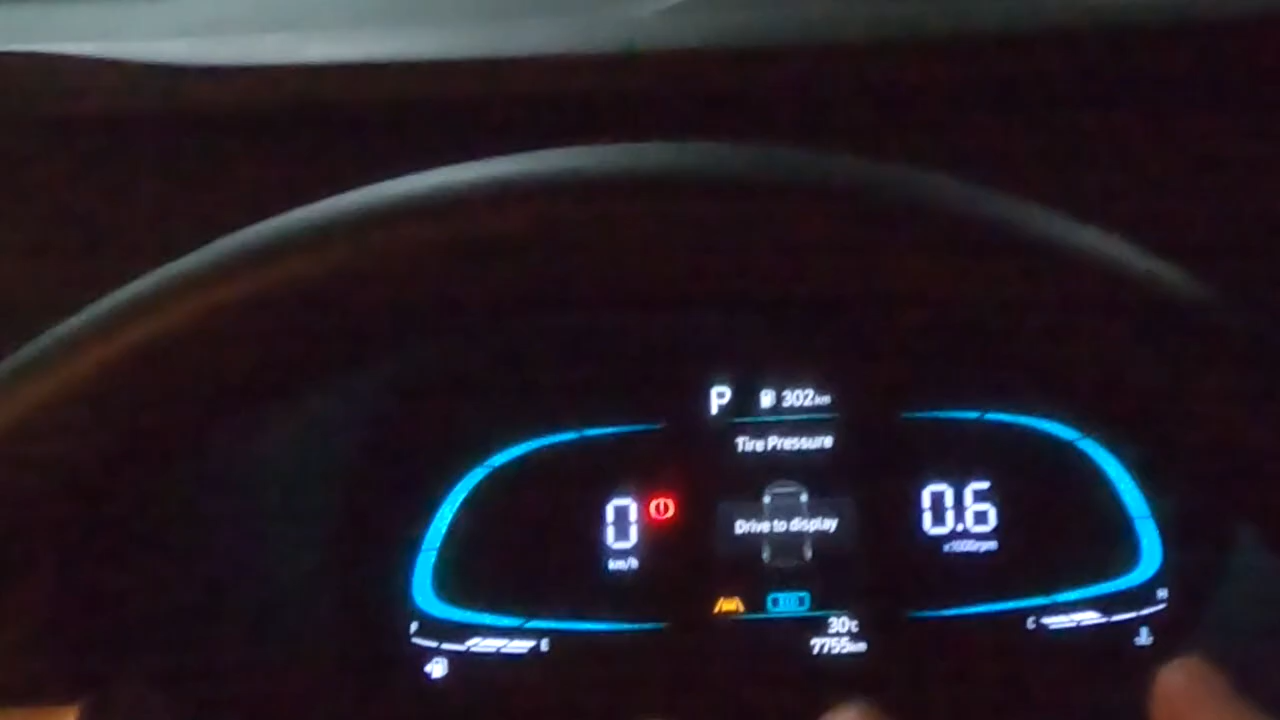 P 302km
Tire Pressure
0
km/h
Drive to display
0.6
x1000rpm
F E
C H
30°C
7755km